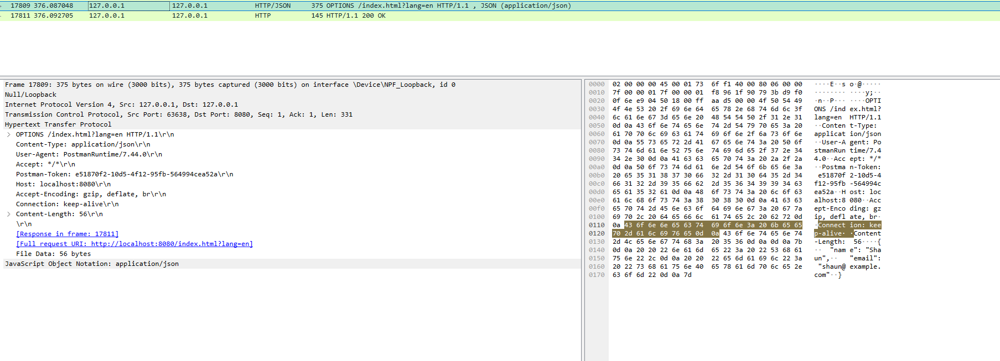 17809 376.087048 127.0.0.1 127.0.0.1 HTTP/JSON 375 OPTIONS /index.html?lang=en HTTP/1.1 , JSON (application/json)
17811 376.092705 127.0.0.1 127.0.0.1 HTTP 145 HTTP/1.1 200 OK
Frame 17809: 375 bytes on wire (3000 bits), 375 bytes captured (3000 bits) on interface \Device\NPF_Loopback, id 0
Null/Loopback
Internet Protocol Version 4, Src: 127.0.0.1, Dst: 127.0.0.1
Transmission Control Protocol, Src Port: 63638, Dst Port: 8080, Seq: 1, Ack: 1, Len: 331
Hypertext Transfer Protocol
OPTIONS /index.html?lang=en HTTP/1.1\r\n
Content-Type: application/json\r\n
User-Agent: PostmanRuntime/7.44.0\r\n
Accept: */*\r\n
Postman-Token: e51870f2-10d5-4f12-95fb-564994cea52a\r\n
Host: localhost:8080\r\n
Accept-Encoding: gzip, deflate, br\r\n
Connection: keep-alive\r\n
Content-Length: 56\r\n
\r\n
[Response in frame: 17811]
[Full request URI: http://localhost:8080/index.html?lang=en]
File Data: 56 bytes
JavaScript Object Notation: application/json
0000 02 00 00 00 45 00 01 73 6f f1 40 00 80 06 00 00 ····E··s o·@·····
0010 7f 00 00 01 7f 00 00 01 f8 96 1f 90 79 3b d9 f0 ········ ····y;··
0020 0f 6e e9 04 50 18 00 ff aa d5 00 00 4f 50 54 49 ·n··P··· ····OPTI
0030 4f 4e 53 20 2f 69 6e 64 65 78 2e 68 74 6d 6c 3f ONS /ind ex.html?
0040 6c 61 6e 67 3d 65 6e 20 48 54 54 50 2f 31 2e 31 lang=en  HTTP/1.1
0050 0d 0a 43 6f 6e 74 65 6e 74 2d 54 79 70 65 3a 20 ··Conten t-Type:
0060 61 70 70 6c 69 63 61 74 69 6f 6e 2f 6a 73 6f 6e applicat ion/json
0070 0d 0a 55 73 65 72 2d 41 67 65 6e 74 3a 20 50 6f ··User-A gent: Po
0080 73 74 6d 61 6e 52 75 6e 74 69 6d 65 2f 37 2e 34 stmanRun time/7.4
0090 34 2e 30 0d 0a 41 63 63 65 70 74 3a 20 2a 2f 2a 4.0··Acc ept: */*
00a0 0d 0a 50 6f 73 74 6d 61 6e 2d 54 6f 6b 65 6e 3a ··Postma n-Token:
00b0 20 65 35 31 38 37 30 66 32 2d 31 30 64 35 2d 34 e51870f 2-10d5-4
00c0 66 31 32 2d 39 35 66 62 2d 35 36 34 39 39 34 63 f12-95fb -564994c
00d0 65 61 35 32 61 0d 0a 48 6f 73 74 3a 20 6c 6f 63 ea52a··H ost: loc
00e0 61 6c 68 6f 73 74 3a 38 30 38 30 0d 0a 41 63 63 alhost:8 080··Acc
00f0 65 70 74 2d 45 6e 63 6f 64 69 6e 67 3a 20 67 7a ept-Enco ding: gz
0100 69 70 2c 20 64 65 66 6c 61 74 65 2c 20 62 72 0d ip, defl ate, br·
0110 0a 43 6f 6e 6e 65 63 74 69 6f 6e 3a 20 6b 65 65 ·Connect ion: kee
0120 70 2d 61 6c 69 76 65 0d 0a 43 6f 6e 74 65 6e 74 p-alive· ·Content
0130 2d 4c 65 6e 67 74 68 3a 20 35 36 0d 0a 0d 0a 7b -Length:  56····{
0140 0d 0a 20 20 22 6e 61 6d 65 22 3a 20 22 53 68 61 ··  "nam e": "Sha
0150 75 6e 22 2c 0d 0a 20 20 22 65 6d 61 69 6c 22 3a un",··   "email":
0160 20 22 73 68 61 75 6e 40 65 78 61 6d 70 6c 65 2e "shaun@ example.
0170 63 6f 6d 22 0d 0a 7d com"··}